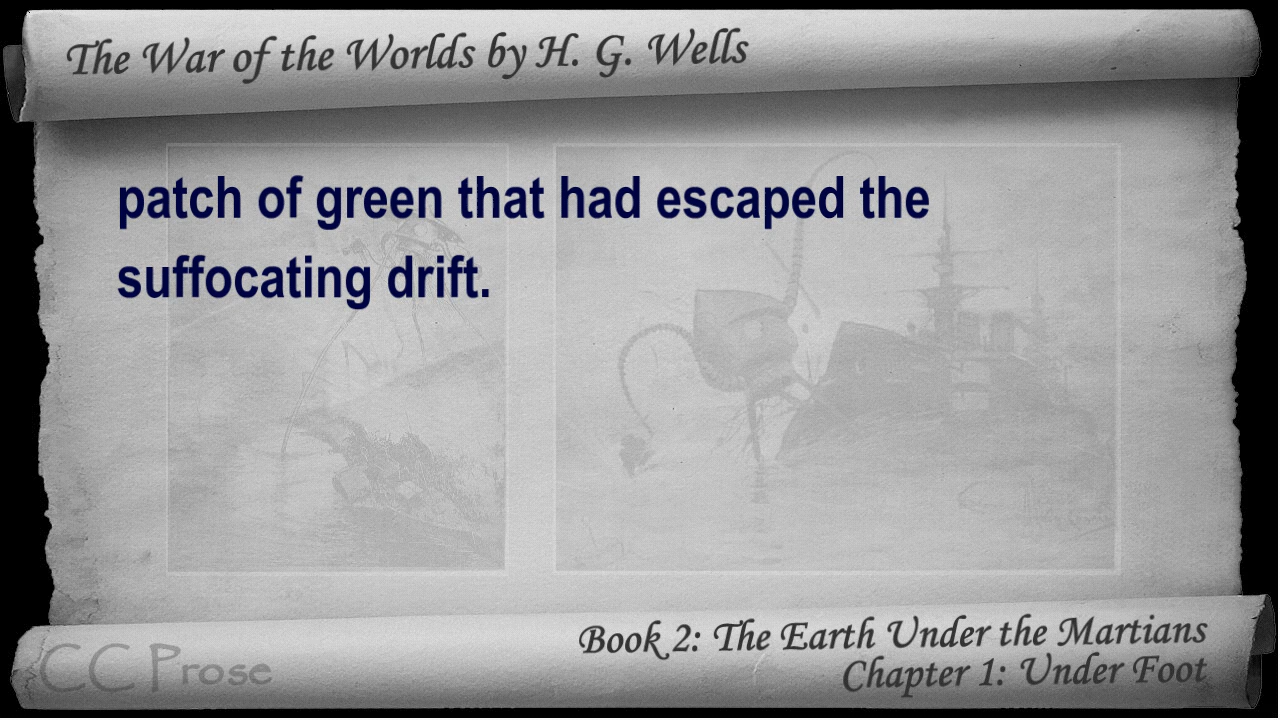 The War of the Worlds by H. G. Wells
patch of green that had escaped the
suffocating drift.
Book 2: The Earth Under the Martians
Chapter 1: Under Foot
CC Prose